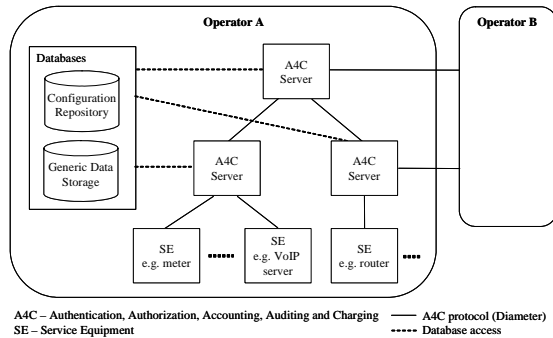 Operator A
Operator B
Databases
Configuration
Repository
Generic Data
Storage
A4C
Server
A4C
Server
A4C
Server
SE
e.g. meter
SE
e.g. VoIP
server
SE
e.g. router
A4C – Authentication, Authorization, Accounting, Auditing and Charging
SE – Service Equipment
A4C protocol (Diameter)
Database access